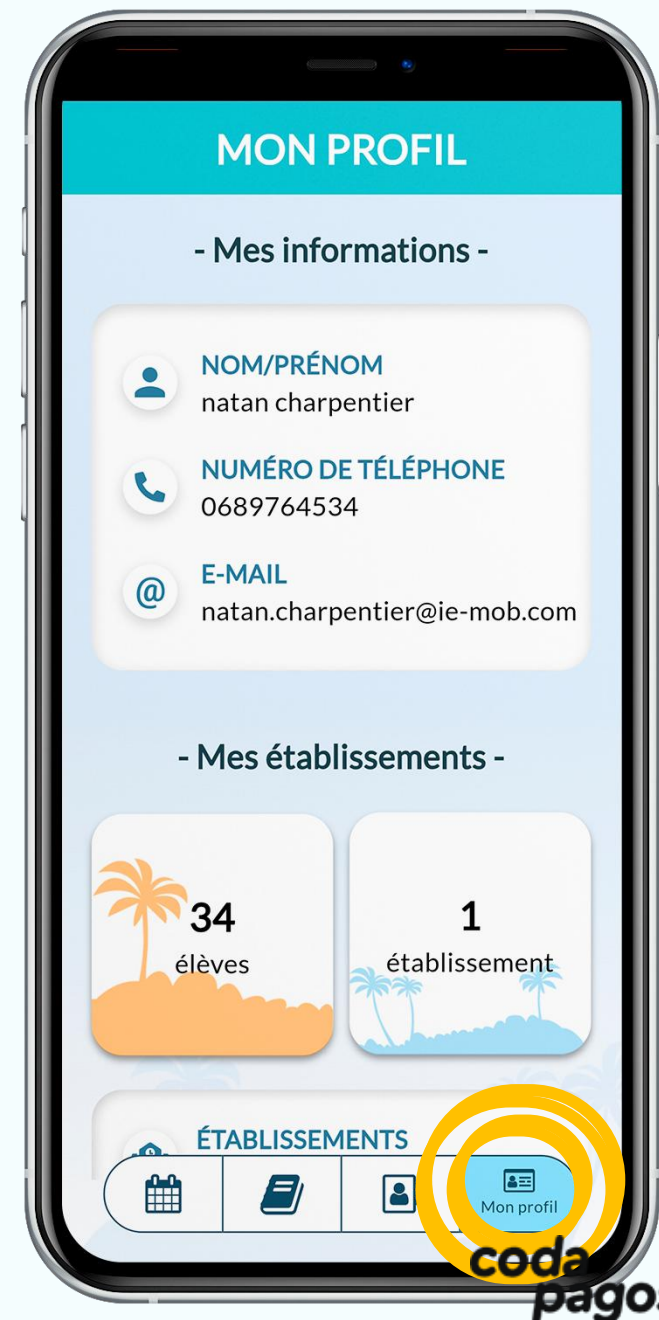 MON PROFIL
- Mes informations -
NOM/PRÉNOM
natan charpentier
NUMÉRO DE TÉLÉPHONE
0689764534
@
E-MAIL
natan.charpentier@ie-mob.com
- Mes établissements -
34
élèves
1
établissement
ÉTABLISSEMENTS
Mon profil
coda
pagos